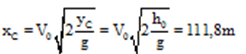 x_C = V_0 √(2 y_C/g) = V_0 √(2 h_0/g) = 111,8m